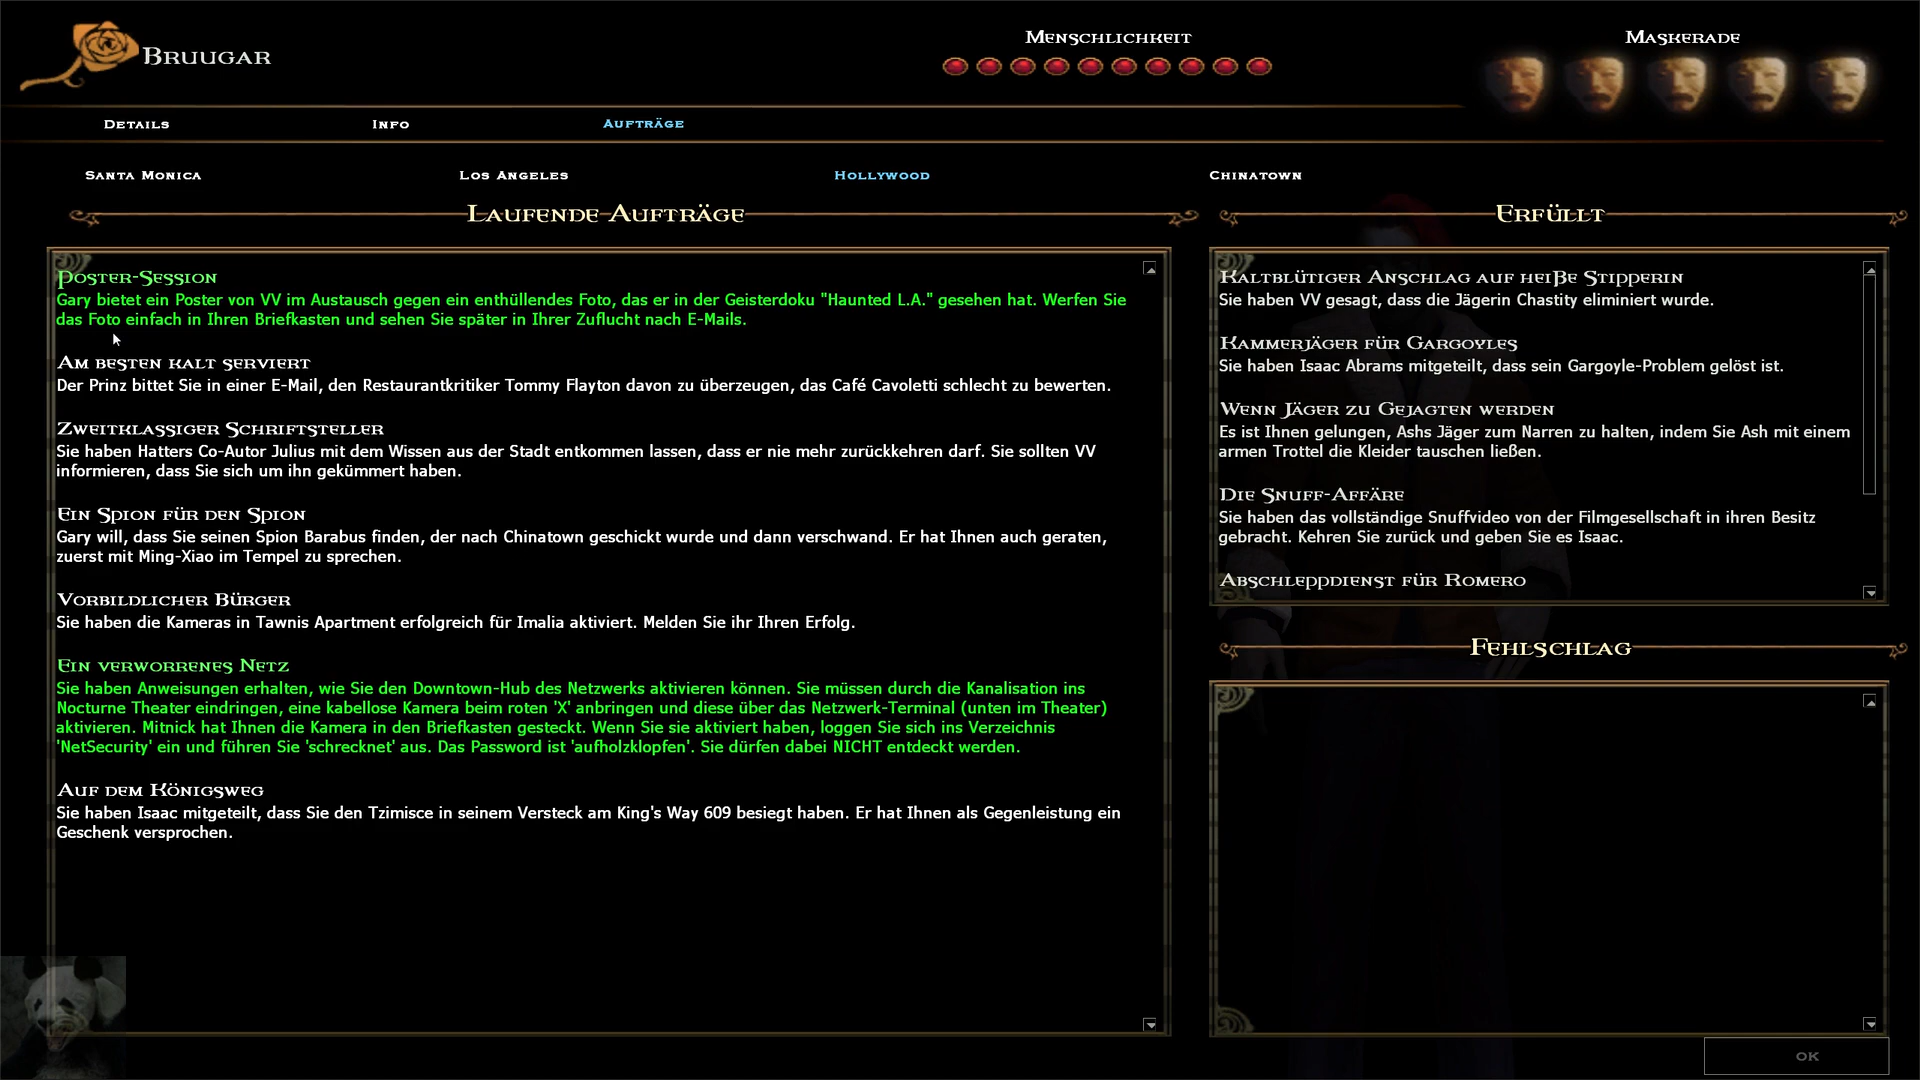 Bruugar
Menschlichkeit
Maskerade
Details
Info
Aufträge
Santa Monica
Los Angeles
Hollywood
Chinatown
Laufende Aufträge
Poster-Session
Gary bietet ein Poster von VV im Austausch gegen ein enthüllendes Foto, das er in der Geisterdoku "Haunted L.A." gesehen hat. Werfen Sie
das Foto einfach in Ihren Briefkasten und sehen Sie später in Ihrer Zuflucht nach E-Mails.
Am besten kalt serviert
Der Prinz bittet Sie in einer E-Mail, den Restaurantkritiker Tommy Flayton davon zu überzeugen, das Café Cavoletti schlecht zu bewerten.
Zweitklassiger Schriftsteller
Sie haben Hatters Co-Autor Julius mit dem Wissen aus der Stadt entkommen lassen, dass er nie mehr zurückkehren darf. Sie sollten VV
informieren, dass Sie sich um ihn gekümmert haben.
Ein Spion für den Spion
Gary will, dass Sie seinen Spion Barabus finden, der nach Chinatown geschickt wurde und dann verschwand. Er hat Ihnen auch geraten,
zuerst mit Ming-Xiao im Tempel zu sprechen.
Vorbildlicher Bürger
Sie haben die Kameras in Tawnis Apartment erfolgreich für Imalia aktiviert. Melden Sie ihr Ihren Erfolg.
Ein verworrenes Netz
Sie haben Anweisungen erhalten, wie Sie den Downtown-Hub des Netzwerks aktivieren können. Sie müssen durch die Kanalisation ins
Nocturne Theater eindringen, eine kabellose Kamera beim roten 'X' anbringen und diese über das Netzwerk-Terminal (unten im Theater)
aktivieren. Mitnick hat Ihnen die Kamera in den Briefkasten gesteckt. Wenn Sie sie aktiviert haben, loggen Sie sich ins Verzeichnis
'NetSecurity' ein und führen Sie 'schrecknet' aus. Das Password ist 'aufholzklopfen'. Sie dürfen dabei NICHT entdeckt werden.
Auf dem Königsweg
Sie haben Isaac mitgeteilt, dass Sie den Tzimisce in seinem Versteck am King's Way 609 besiegt haben. Er hat Ihnen als Gegenleistung ein
Geschenk versprochen.
Erfüllt
Kaltblütiger Anschlag auf heiße Stipperin
Sie haben VV gesagt, dass die Jägerin Chastity eliminiert wurde.
Kammerjäger für Gargoyles
Sie haben Isaac Abrams mitgeteilt, dass sein Gargoyle-Problem gelöst ist.
Wenn Jäger zu Gejagten werden
Es ist Ihnen gelungen, Ashs Jäger zum Narren zu halten, indem Sie Ash mit einem
armen Trottel die Kleider tauschen ließen.
Die Snuff-Affäre
Sie haben das vollständige Snuffvideo von der Filmgesellschaft in ihren Besitz
gebracht. Kehren Sie zurück und geben Sie es Isaac.
Abschleppdienst für Romero
Fehlschlag
OK